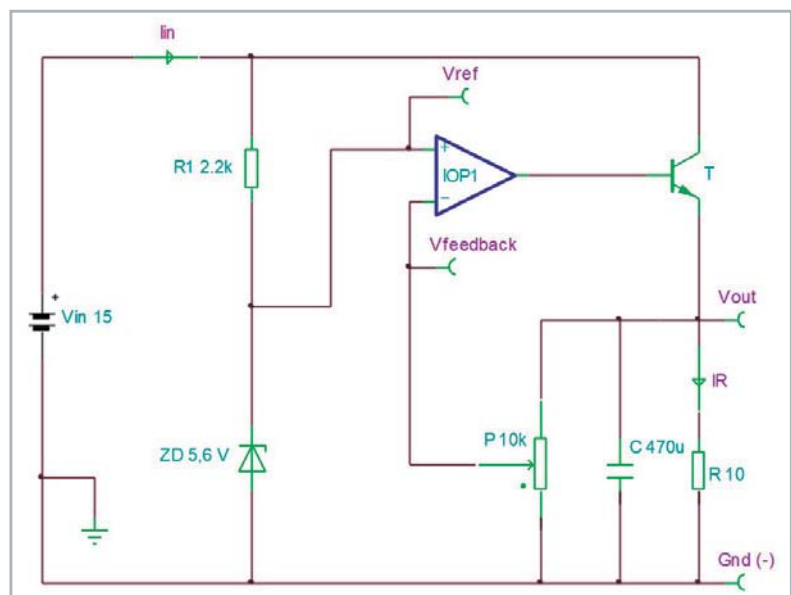 Iin
Vref
+
R1 2.2k
IOP1
T
-
Vfeedback
+
Vin 15
Vout
IR
P 10k
ZD 5,6 V
C 470u
R 10
Gnd (-)